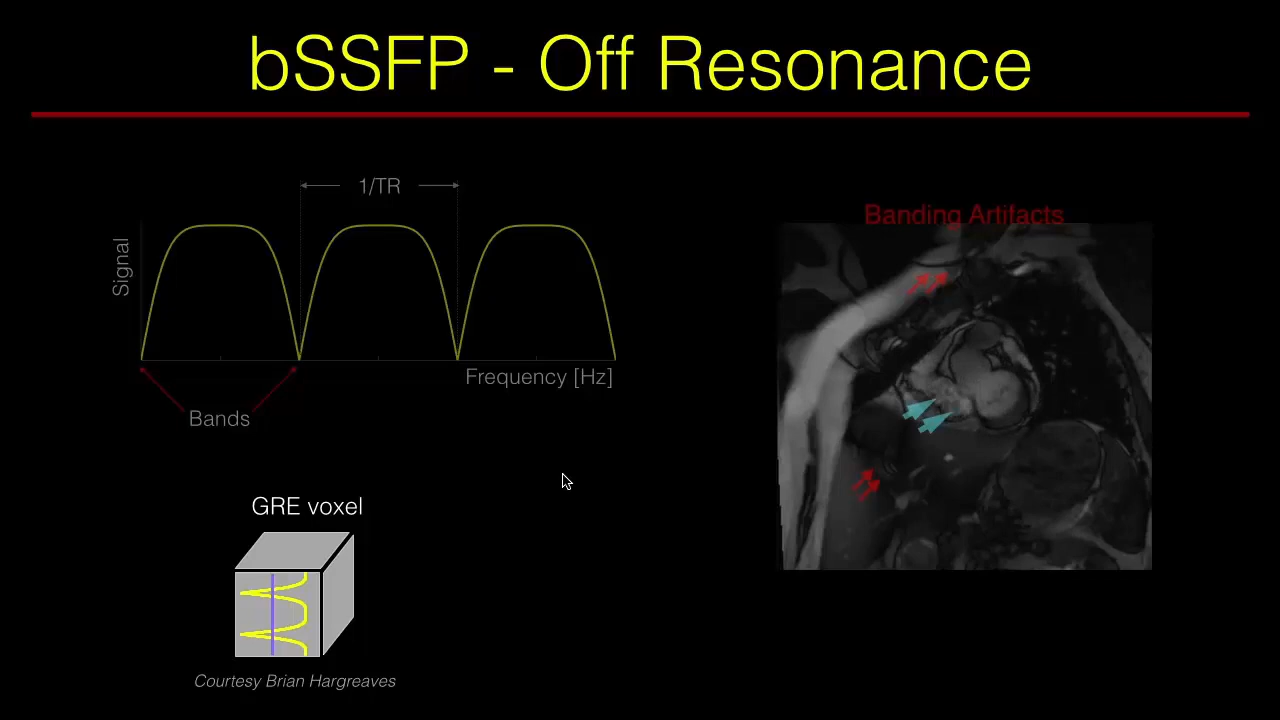 bSSFP - Off Resonance
1/TR
Signal
Frequency [Hz]
Bands
Banding Artifacts
GRE voxel
Courtesy Brian Hargreaves